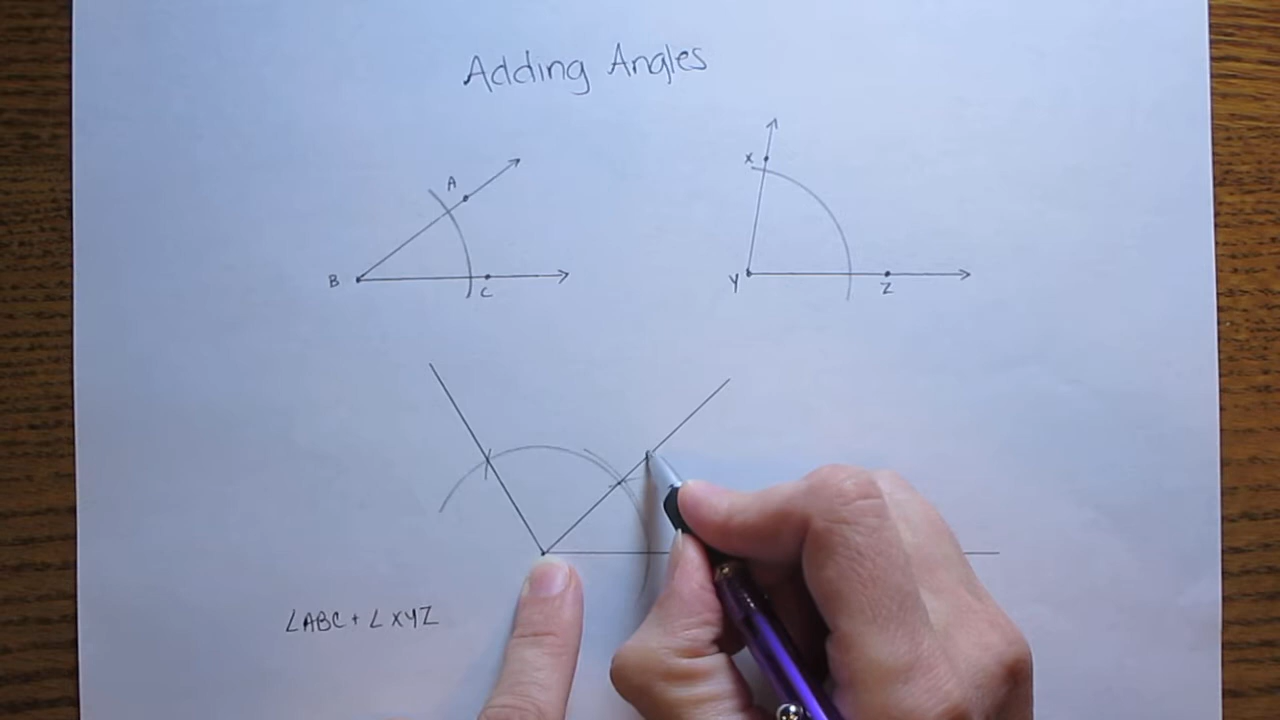 Adding Angles
A
B
C
X
Y
Z
∠ABC + ∠XYZ